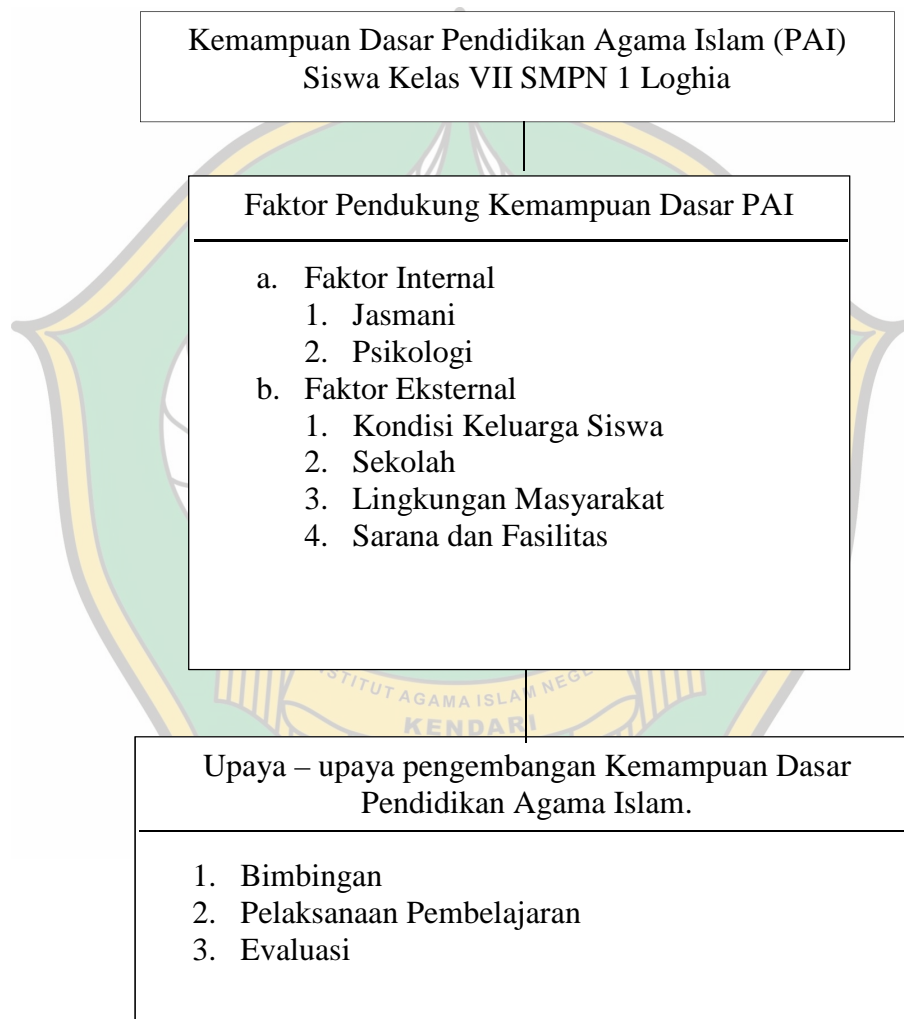 Kemampuan Dasar Pendidikan Agama Islam (PAI)
Siswa Kelas VII SMPN 1 Loghia
Faktor Pendukung Kemampuan Dasar PAI
a. Faktor Internal
1. Jasmani
2. Psikologi
b. Faktor Eksternal
1. Kondisi Keluarga Siswa
2. Sekolah
3. Lingkungan Masyarakat
4. Sarana dan Fasilitas
INSTITUT AGAMA ISLAM NEGE
KENDARI
Upaya – upaya pengembangan Kemampuan Dasar
Pendidikan Agama Islam.
1. Bimbingan
2. Pelaksanaan Pembelajaran
3. Evaluasi